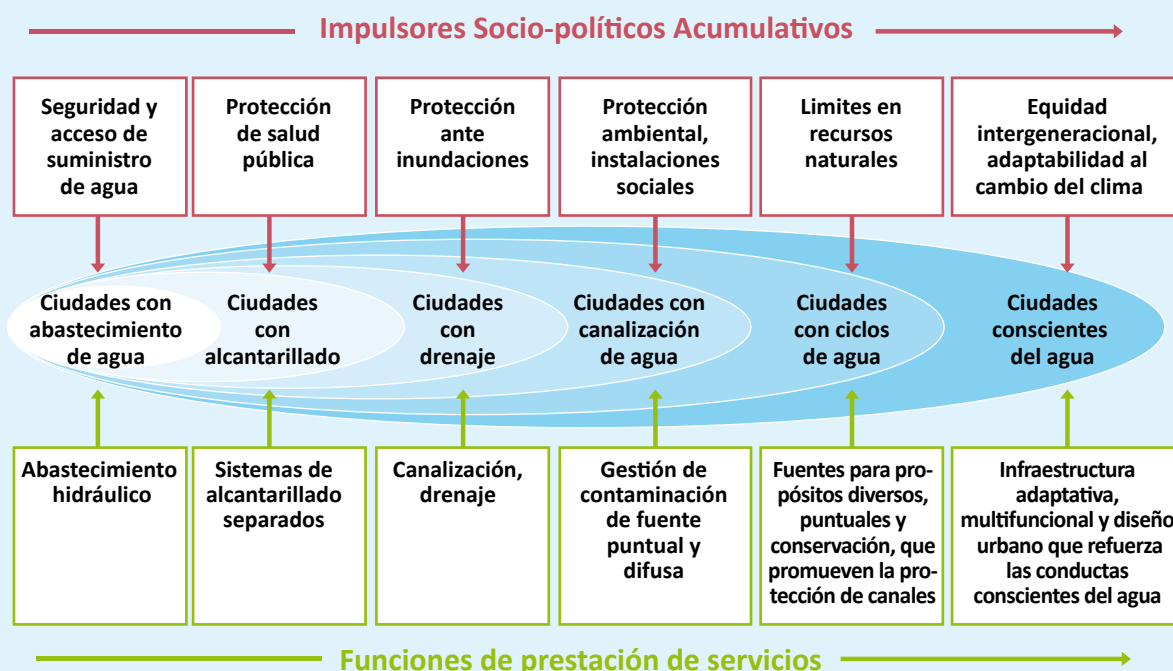 Impulsores Socio-políticos Acumulativos
Seguridad y
acceso de
suministro
de agua
Protección
de salud
pública
Protección
ante
inundaciones
Protección
ambiental,
instalaciones
sociales
Limites en
recursos
naturales
Equidad
intergeneracional,
adaptabilidad al
cambio del clima
Ciudades con
abastecimiento
de agua
Ciudades
con
alcantarillado
Ciudades
con
drenaje
Ciudades con
canalización
de agua
Ciudades
con ciclos
de agua
Ciudades
conscientes
del agua
Abastecimiento
hidráulico
Sistemas de
alcantarillado
separados
Canalización,
drenaje
Gestión de
contaminación
de fuente
puntual y
difusa
Fuentes para pro-
pósitos diversos,
puntuales y
conservación, que
promueven la pro-
tección de canales
Infraestructura
adaptativa,
multifuncional y diseño
urbano que refuerza
las conductas
conscientes del agua
Funciones de prestación de servicios